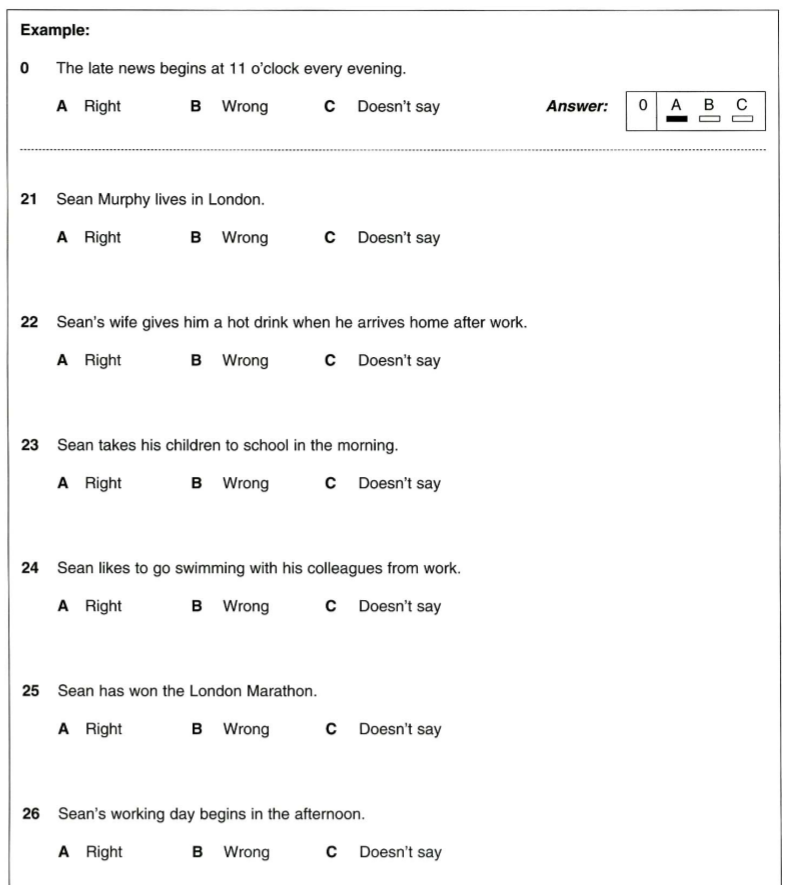 Example:
0 The late news begins at 11 o'clock every evening.
A Right B Wrong C Doesn't say Answer: 0 A B C
21 Sean Murphy lives in London.
A Right B Wrong C Doesn't say
22 Sean's wife gives him a hot drink when he arrives home after work.
A Right B Wrong C Doesn't say
23 Sean takes his children to school in the morning.
A Right B Wrong C Doesn't say
24 Sean likes to go swimming with his colleagues from work.
A Right B Wrong C Doesn't say
25 Sean has won the London Marathon.
A Right B Wrong C Doesn't say
26 Sean's working day begins in the afternoon.
A Right B Wrong C Doesn't say